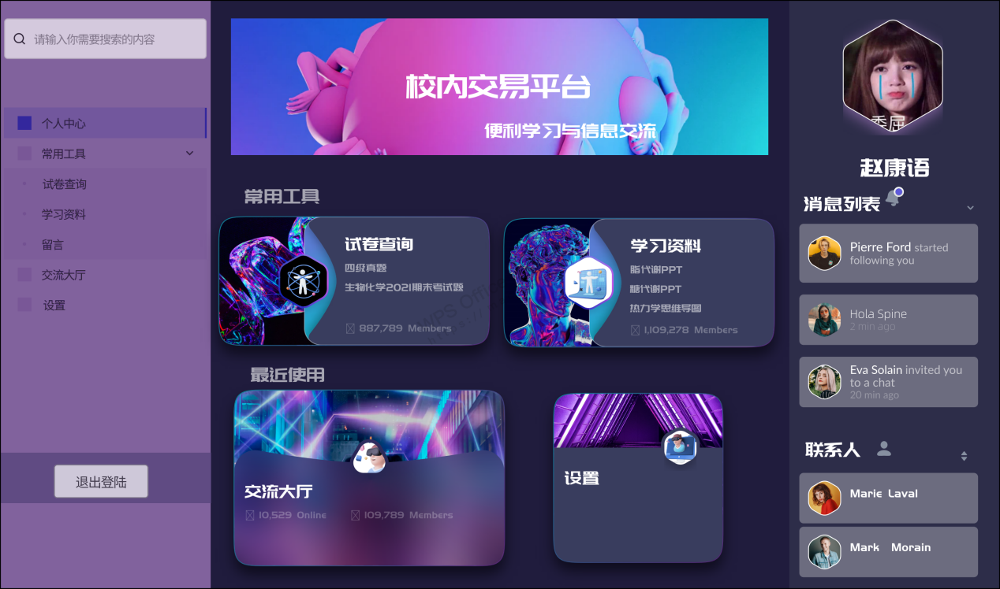 请输入你需要搜索的内容
个人中心
常用工具
试卷查询
学习资料
留言
交流大厅
设置
退出登陆
校内交易平台
便利学习与信息交流
常用工具
试卷查询
四级真题
生物化学2021期末考试题
887,789 Members
学习资料
脂代谢PPT
糖代谢PPT
热力学思维导图
1,109,278 Members
WPS Office
最近使用
交流大厅
10,529 Online
109,789 Members
设置
委屈
赵康语
消息列表
Pierre Ford started
following you
Hola Spine
2 min ago
Eva Solain invited you
to a chat
20 min ago
联系人
Marie Laval
Mark Morain